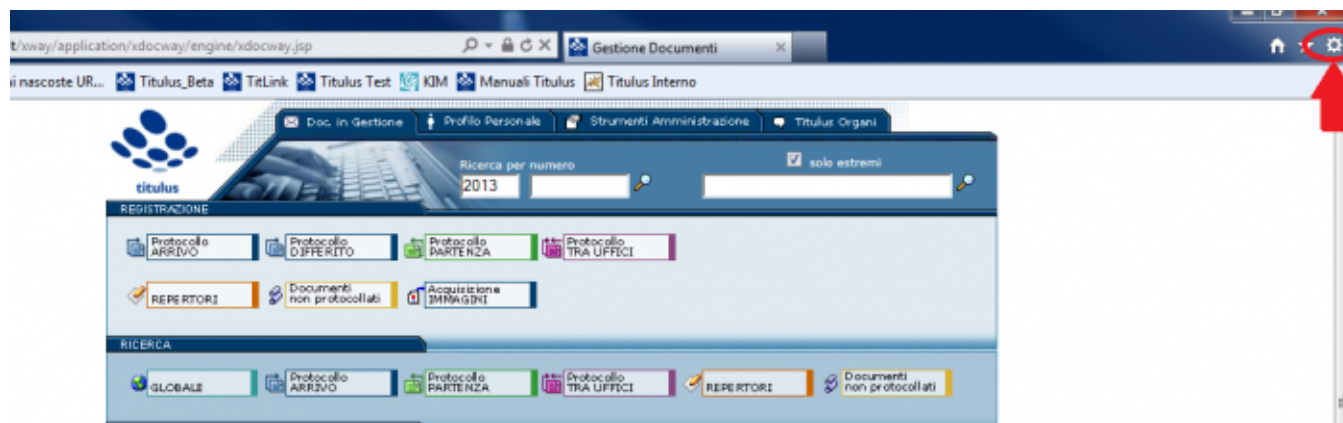 t/xway/application/xdocway/engine/xdocway.jsp Gestione Documenti
i nascoste UR... Titulus_Beta TitLink Titulus Test KIM Manuali Titulus Titulus Interno
Doc. in Gestione Profilo Personale Strumenti Amministrazione Titulus Organi
Ricerca per numero solo estremi
titulus 2013
REGISTRAZIONE
Protocollo ARRIVO Protocollo DIFFERITO Protocollo PARTENZA Protocollo TRA UFFICI
REPERTORI Documenti non protocollati Acquisizione IMMAGINI
RICERCA
GLOBALE Protocollo ARRIVO Protocollo PARTENZA Protocollo TRA UFFICI REPERTORI Documenti non protocollati